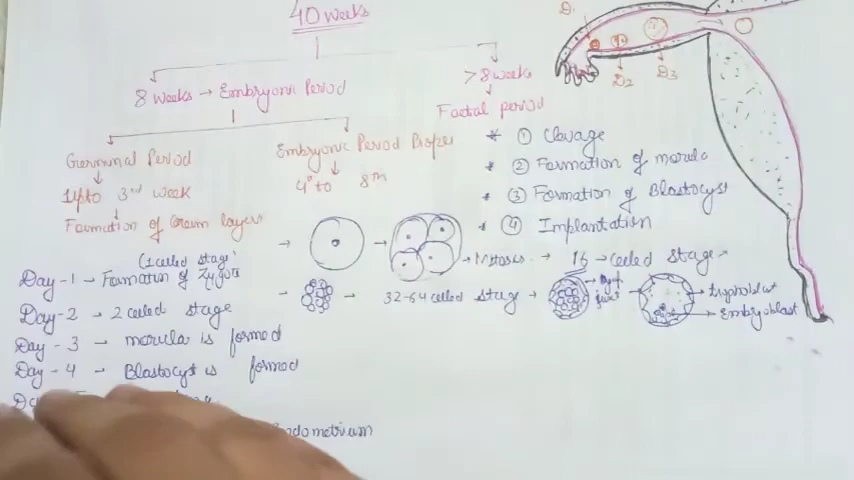 40 weeks
8 weeks → Embryonic Period
>8 weeks
Foetal period
Germinal Period
1 upto 3rd week
Formation of Germ layers
Embryonic Period Proper
4th to 8th
* ① Clavage
* ② Formation of morula
* ③ Formation of Blastocyst
* ④ Implantation
D1
D2
D3
→ Mitosis → 16 - celled stage
(1 celled stage)
Day-1 - Formation of Zygote
Day-2 → 2 celled stage
Day-3 → morula is formed
Day-4 → Blastocyst is formed
32-64 celled stage
Trophoblast
Embryoblast
Endometrium